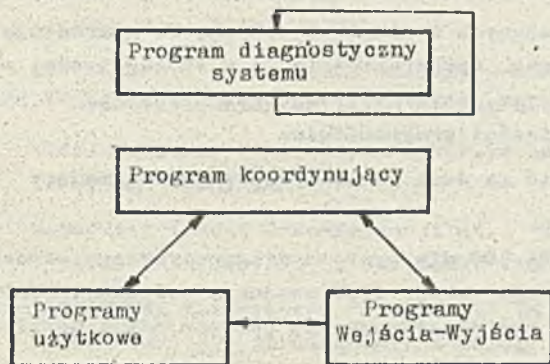 Program diagnostyczny
systemu
Program koordynujący
Programy
użytkowe
Programy
Wejścia-Wyjścia